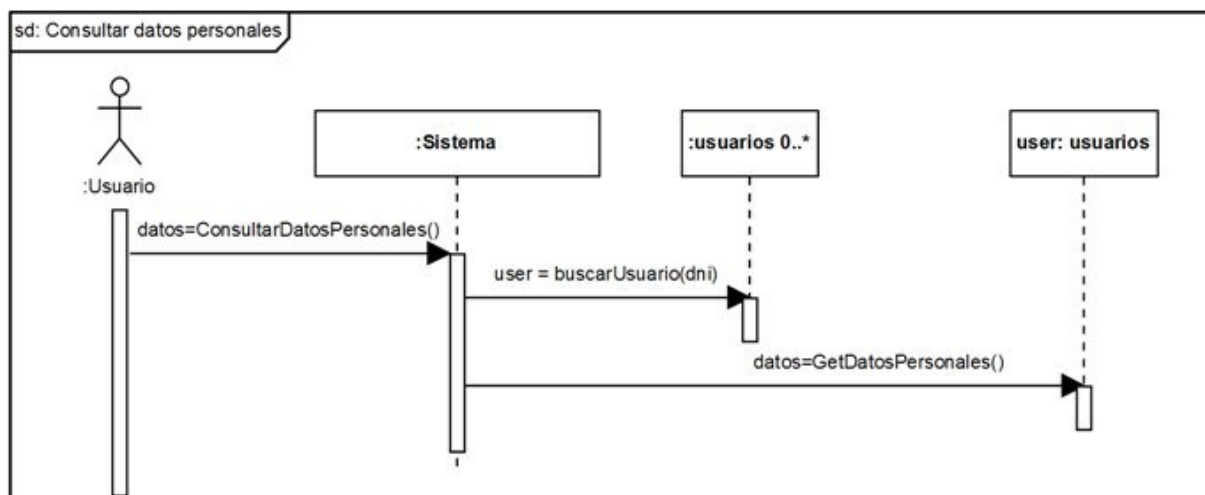 sd: Consultar datos personales
:Sistema
:usuarios 0..*
user: usuarios
:Usuario
datos=ConsultarDatosPersonales()
user = buscarUsuario(dni)
datos=GetDatosPersonales()